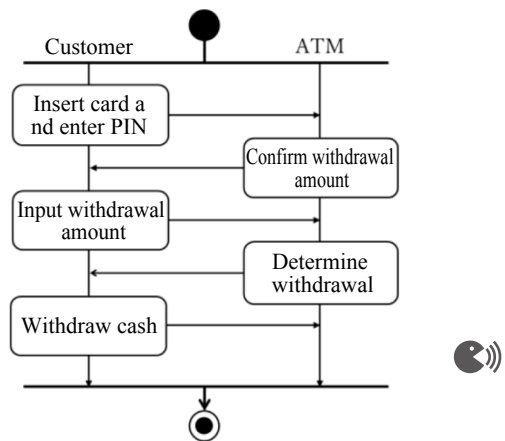 Customer
ATM
Insert card a
nd enter PIN
Confirm withdrawal
amount
Input withdrawal
amount
Determine
withdrawal
Withdraw cash